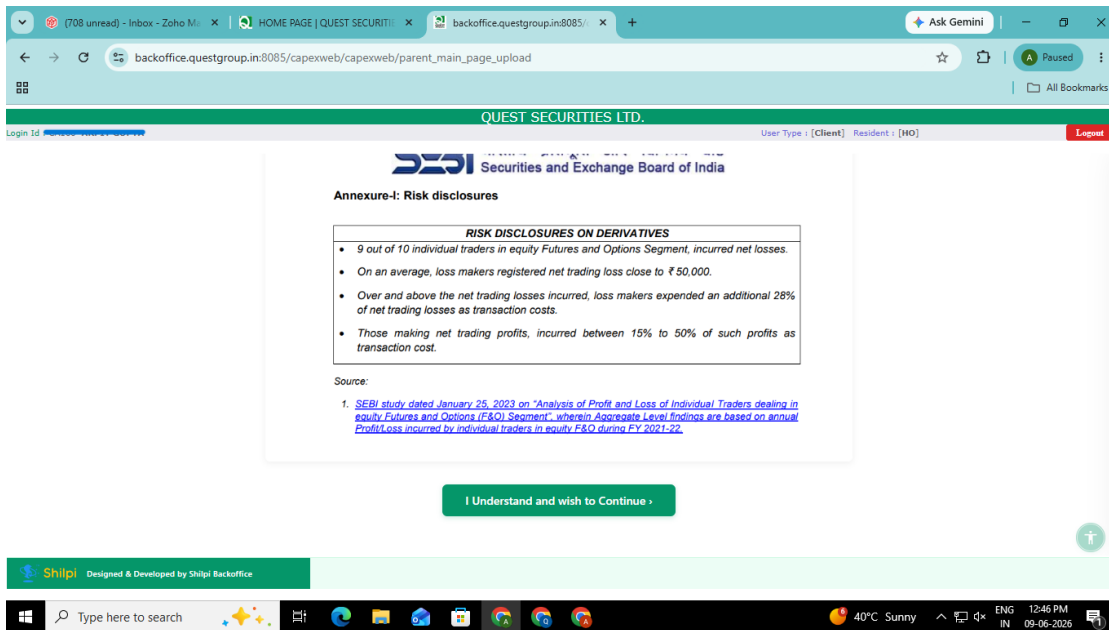 (708 unread) - Inbox - Zoho Ma
HOME PAGE | QUEST SECURITIE
backoffice.questgroup.in:8085/c
Ask Gemini
backoffice.questgroup.in:8085/capexweb/capexweb/parent_main_page_upload
A Paused
All Bookmarks
QUEST SECURITIES LTD.
Login Id :
User Type : [Client] Resident : [HO]
Logout
SEBI
Securities and Exchange Board of India
Annexure-I: Risk disclosures
RISK DISCLOSURES ON DERIVATIVES
• 9 out of 10 individual traders in equity Futures and Options Segment, incurred net losses.
• On an average, loss makers registered net trading loss close to ₹ 50,000.
• Over and above the net trading losses incurred, loss makers expended an additional 28%
of net trading losses as transaction costs.
• Those making net trading profits, incurred between 15% to 50% of such profits as
transaction cost.
Source:
1. SEBI study dated January 25, 2023 on "Analysis of Profit and Loss of Individual Traders dealing in
equity Futures and Options (F&O) Segment", wherein Aggregate Level findings are based on annual
Profit/Loss incurred by individual traders in equity F&O during FY 2021-22.
I Understand and wish to Continue ›
Shilpi Designed & Developed by Shilpi Backoffice
Type here to search
40°C Sunny
ENG
IN
12:46 PM
09-06-2026